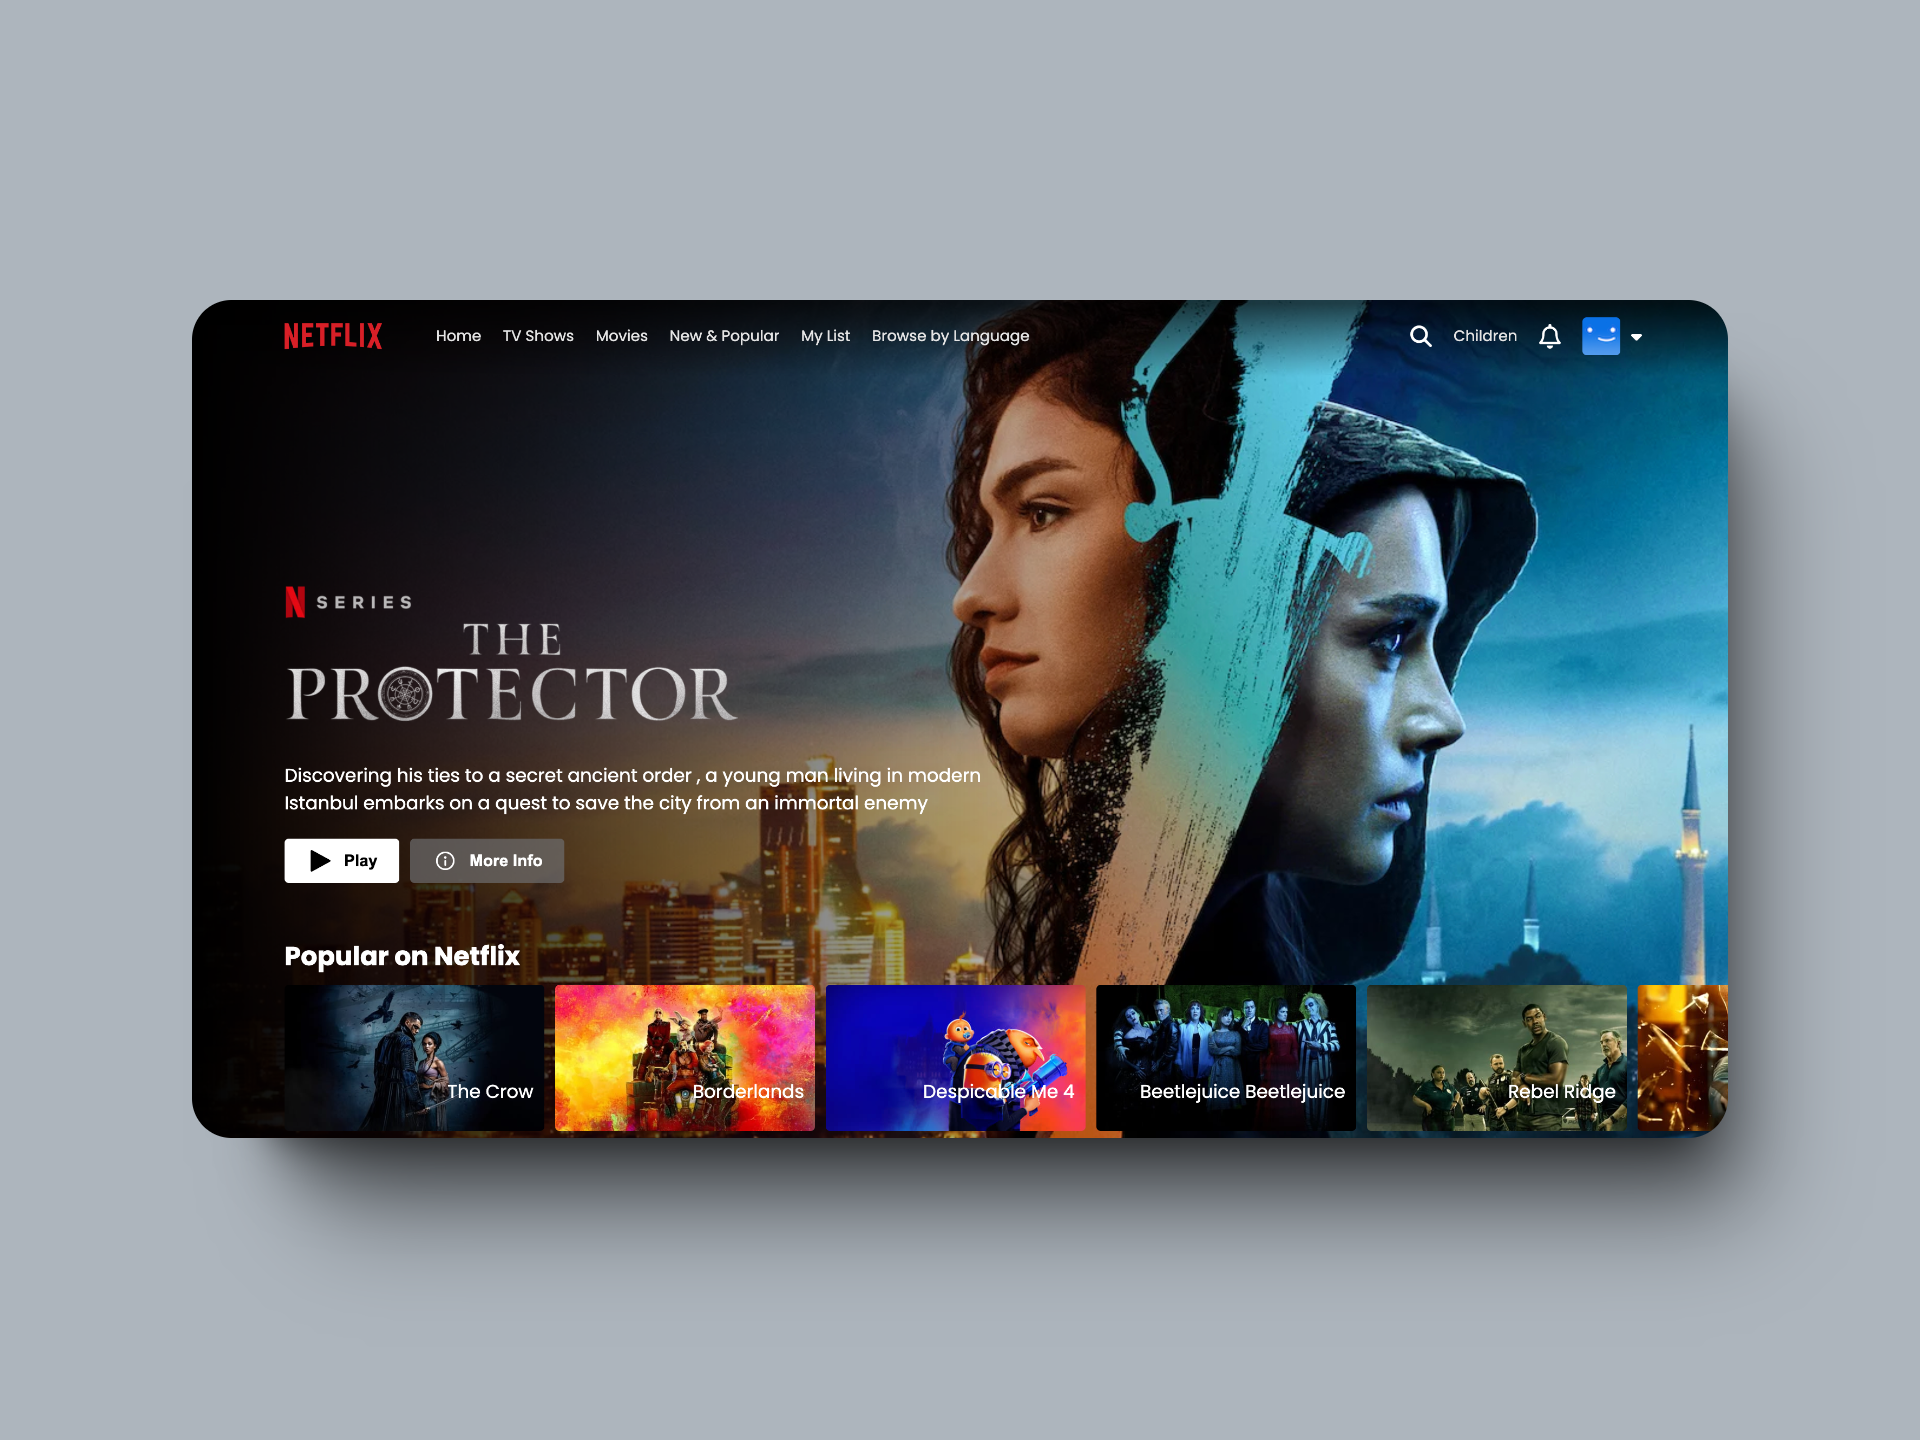 NETFLIX
Home TV Shows Movies New & Popular My List Browse by Language Children
N SERIES
THE
PROTECTOR
Discovering his ties to a secret ancient order , a young man living in modern
Istanbul embarks on a quest to save the city from an immortal enemy
Play More Info
Popular on Netflix
The Crow Borderlands Despicable Me 4 Beetlejuice Beetlejuice Rebel Ridge